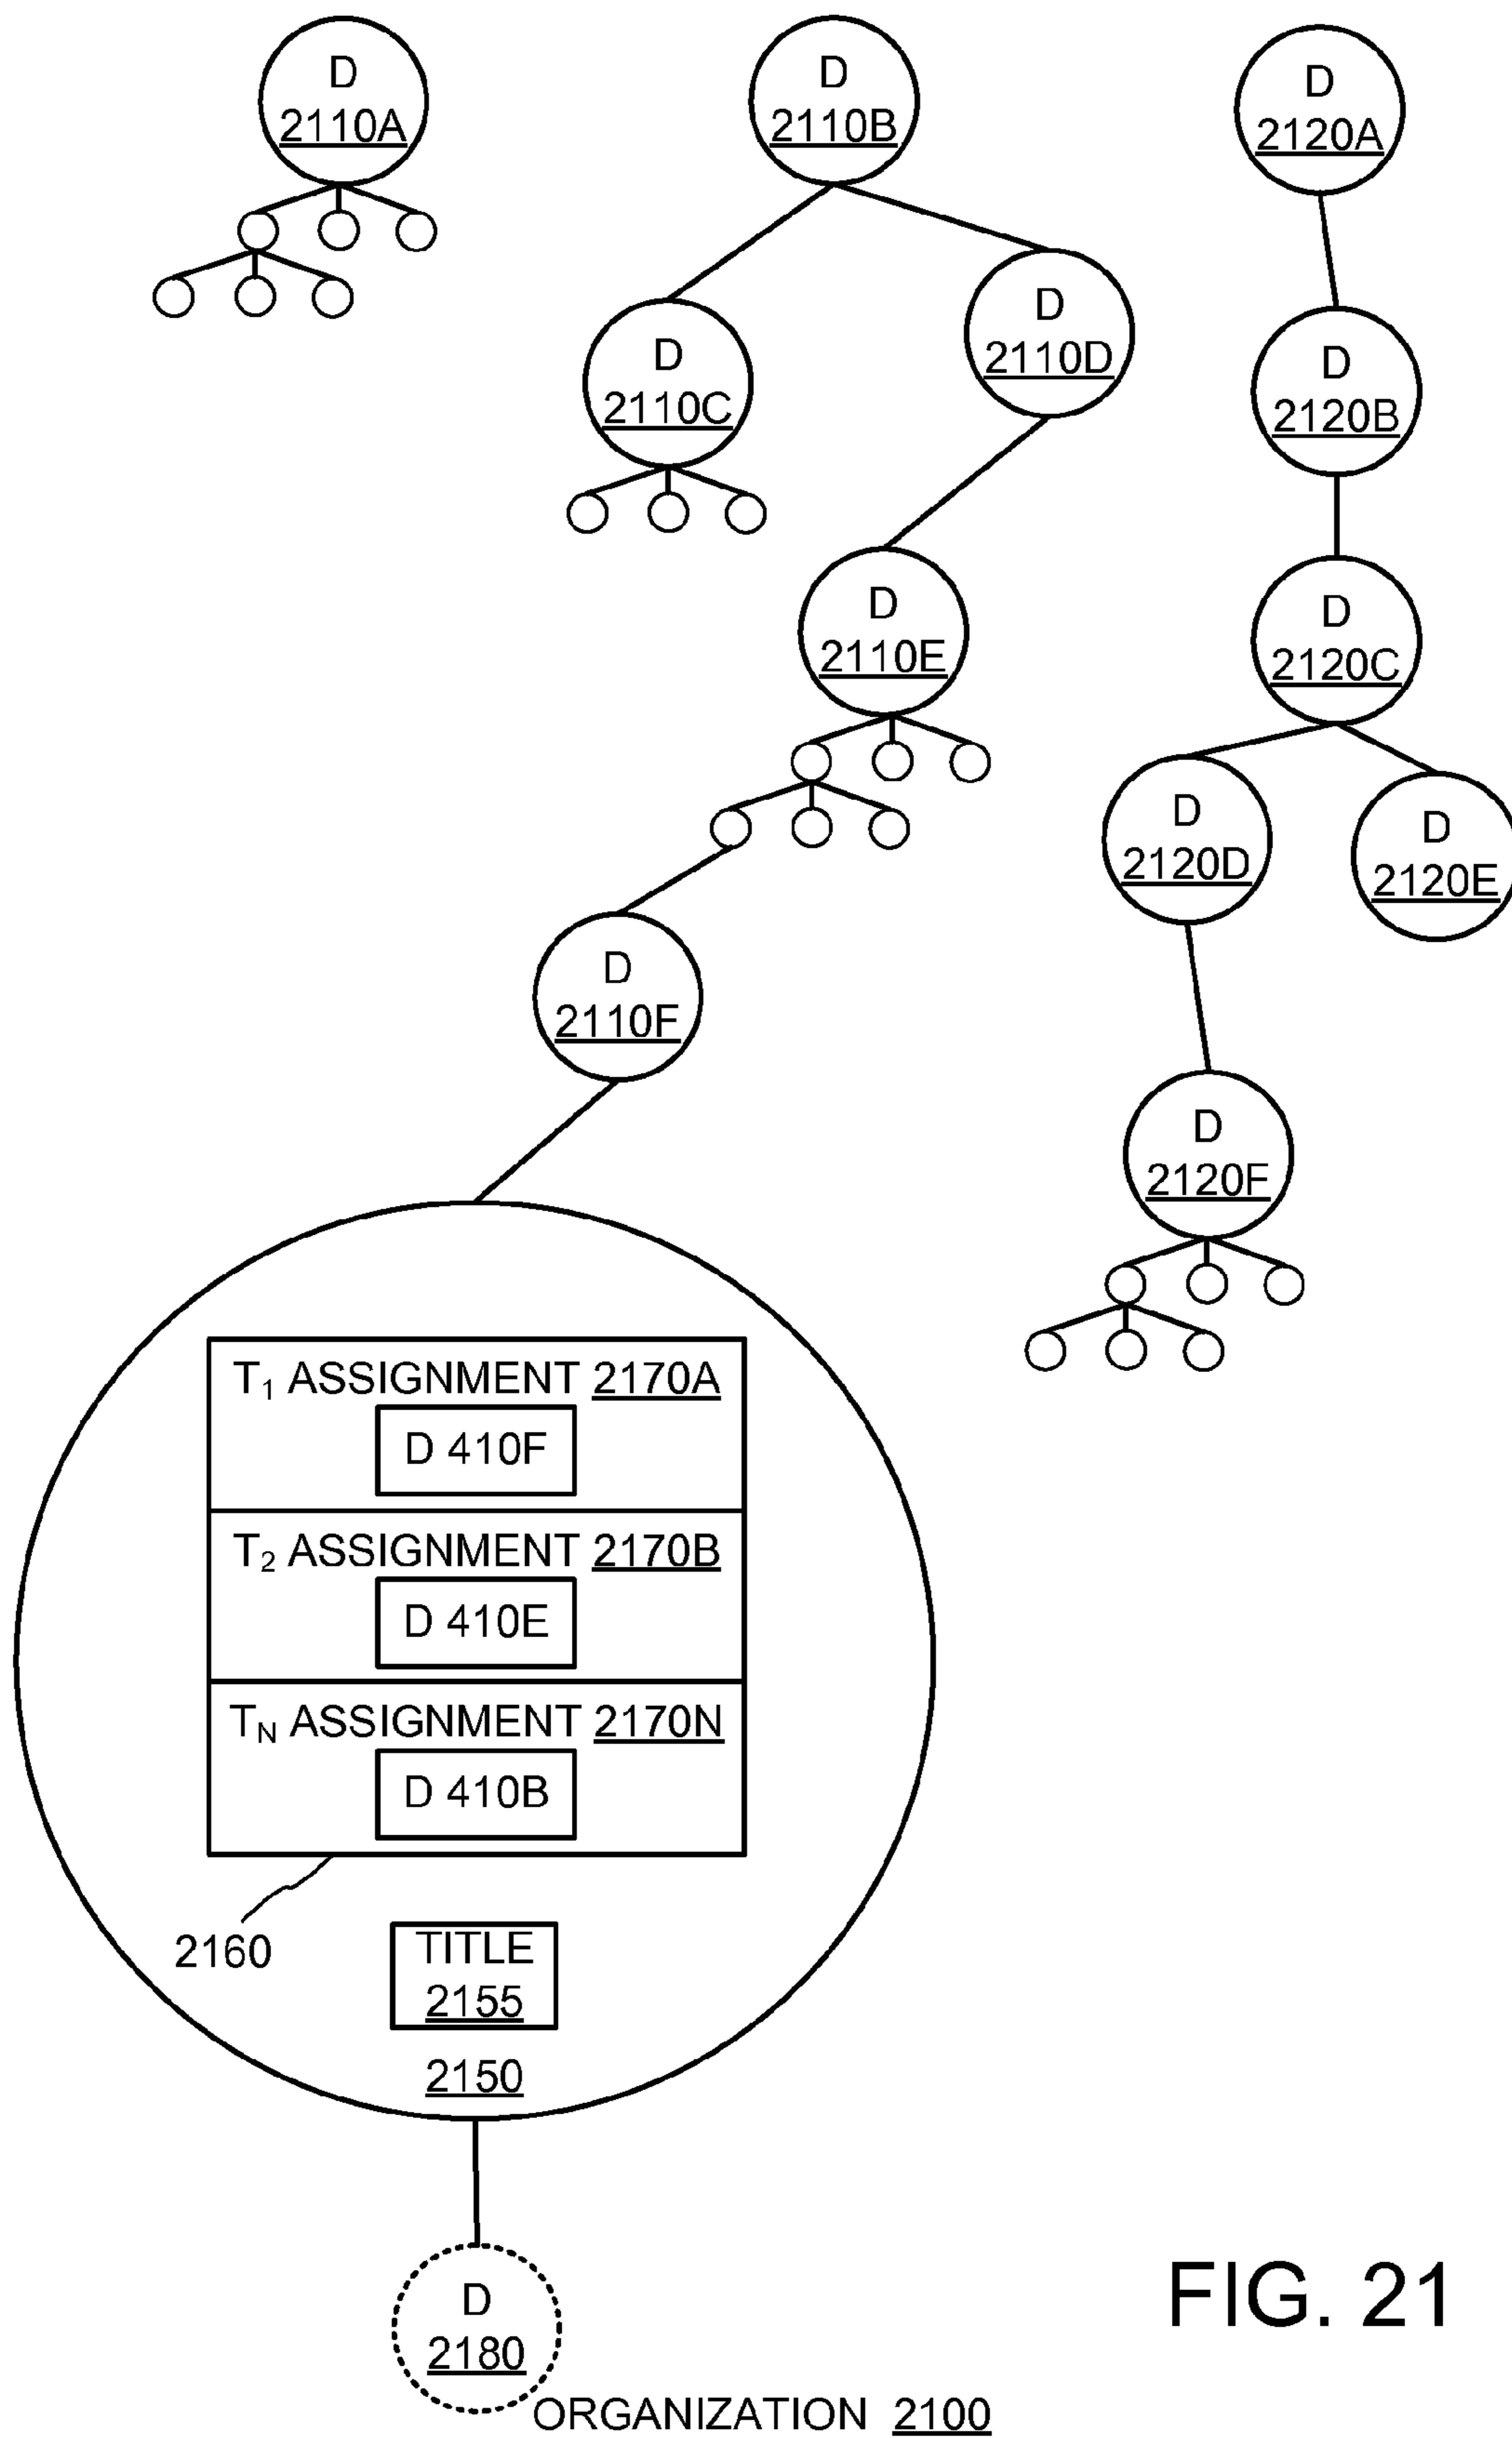 D
2110A
D
2110B
D
2120A
D
2110C
D
2110D
D
2120B
D
2110E
D
2120C
D
2120D
D
2120E
D
2110F
D
2120F
T1 ASSIGNMENT 2170A
D 410F
T2 ASSIGNMENT 2170B
D 410E
TN ASSIGNMENT 2170N
D 410B
2160
TITLE
2155
2150
D
2180
ORGANIZATION 2100
FIG. 21